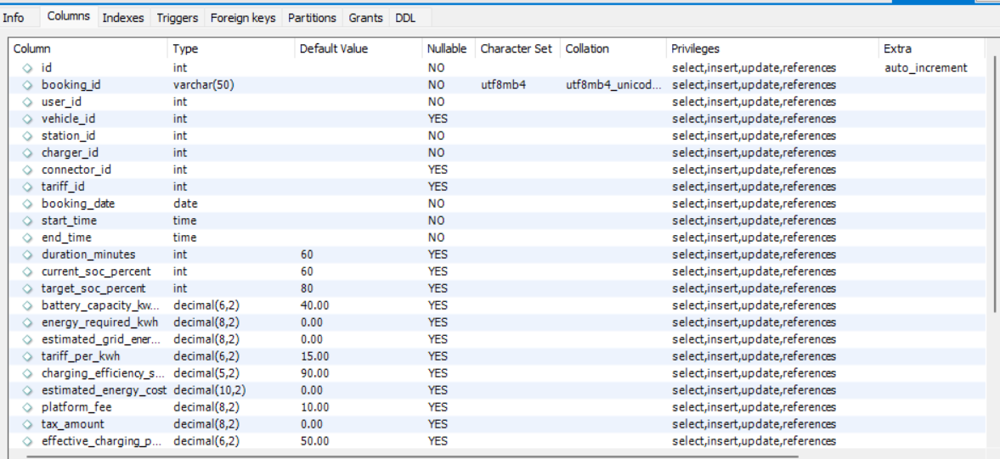 Info Columns Indexes Triggers Foreign keys Partitions Grants DDL
Column Type Default Value Nullable Character Set Collation Privileges Extra
id int NO select,insert,update,references auto_increment
booking_id varchar(50) NO utf8mb4 utf8mb4_unicod... select,insert,update,references
user_id int NO select,insert,update,references
vehicle_id int YES select,insert,update,references
station_id int NO select,insert,update,references
charger_id int NO select,insert,update,references
connector_id int YES select,insert,update,references
tariff_id int YES select,insert,update,references
booking_date date NO select,insert,update,references
start_time time NO select,insert,update,references
end_time time NO select,insert,update,references
duration_minutes int 60 YES select,insert,update,references
current_soc_percent int 60 YES select,insert,update,references
target_soc_percent int 80 YES select,insert,update,references
battery_capacity_kw... decimal(6,2) 40.00 YES select,insert,update,references
energy_required_kwh decimal(8,2) 0.00 YES select,insert,update,references
estimated_grid_ener... decimal(8,2) 0.00 YES select,insert,update,references
tariff_per_kwh decimal(6,2) 15.00 YES select,insert,update,references
charging_efficiency_s... decimal(5,2) 90.00 YES select,insert,update,references
estimated_energy_cost decimal(10,2) 0.00 YES select,insert,update,references
platform_fee decimal(8,2) 10.00 YES select,insert,update,references
tax_amount decimal(8,2) 0.00 YES select,insert,update,references
effective_charging_p... decimal(6,2) 50.00 YES select,insert,update,references